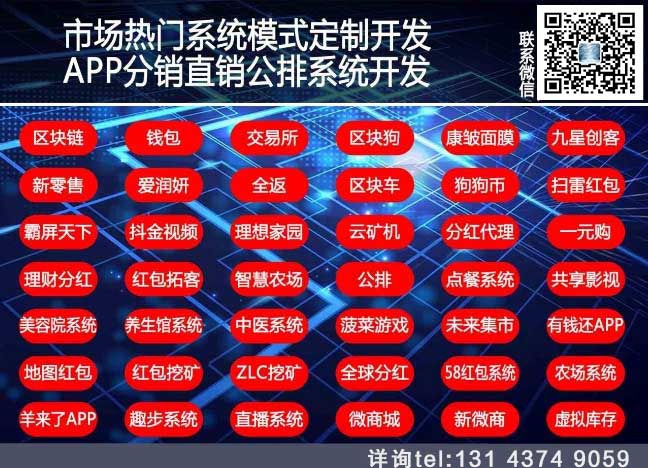 市场热门系统模式定制开发
APP分销直销公排系统开发
联系微信
区块链 钱包 交易所 区块狗 康皱面膜 九星创客
新零售 爱润妍 全返 区块车 狗狗币 扫雷红包
霸屏天下 抖金视频 理想家园 云矿机 分红代理 一元购
理财分红 红包拓客 智慧农场 公排 点餐系统 共享影视
美容院系统 养生馆系统 中医系统 菠菜游戏 未来集市 有钱还APP
地图红包 红包挖矿 ZLC挖矿 全球分红 58红包系统 农场系统
羊来了APP 趣步系统 直播系统 微商城 新微商 虚拟库存
详询tel:131 4374 9059